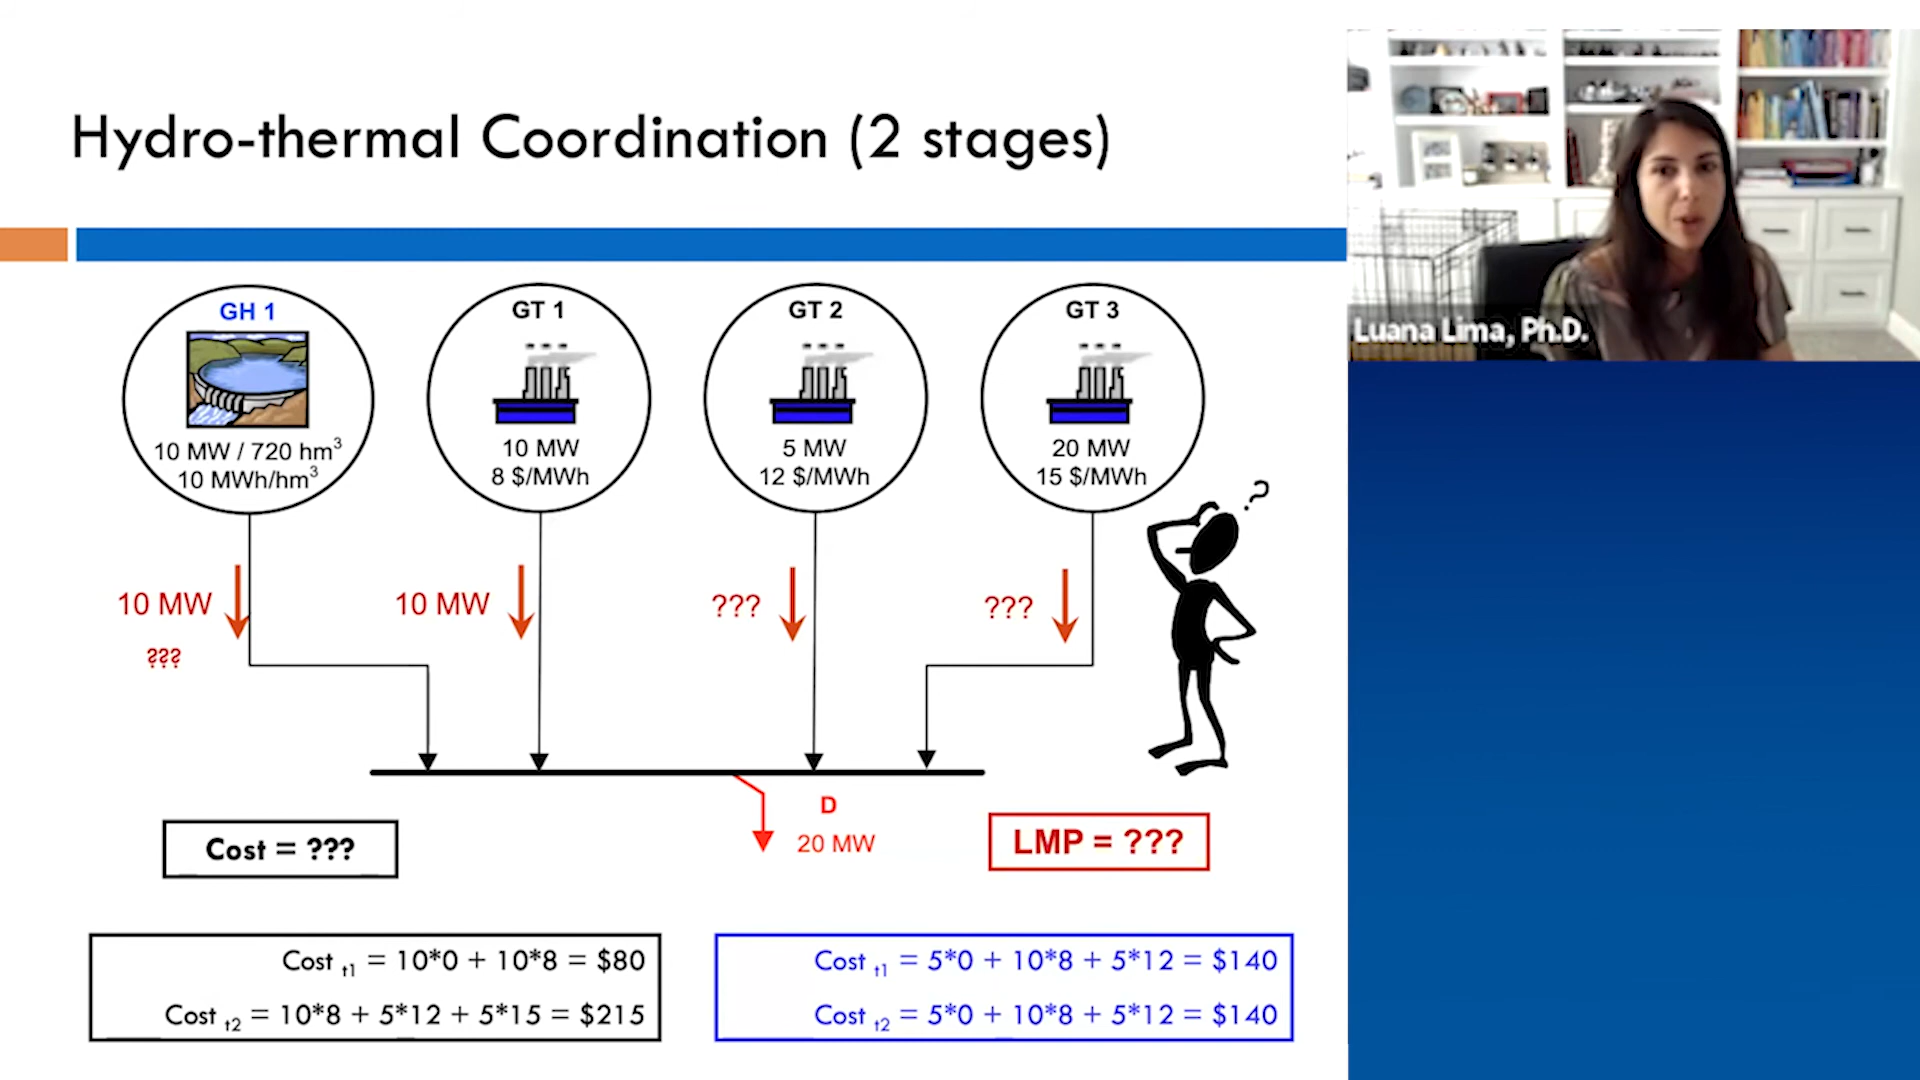 Hydro-thermal Coordination (2 stages)
Luana Lima, Ph.D.
GH 1
10 MW / 720 hm³
10 MWh/hm³
GT 1
10 MW
8 $/MWh
GT 2
5 MW
12 $/MWh
GT 3
20 MW
15 $/MWh
?
10 MW
???
10 MW
???
???
D
20 MW
Cost = ???
LMP = ???
Cost t1 = 10*0 + 10*8 = $80
Cost t2 = 10*8 + 5*12 + 5*15 = $215
Cost t1 = 5*0 + 10*8 + 5*12 = $140
Cost t2 = 5*0 + 10*8 + 5*12 = $140